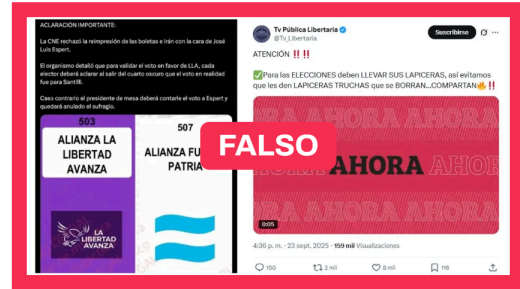 ACLARACIÓN IMPORTANTE:
La CNE rechazó la reimpresión de las boletas e irán con la cara de José
Luis Espert.
El organismo detalló que para validar el voto en favor de LLA, cada
elector deberá aclarar al salir del cuarto oscuro que el voto en realidad
fue para Santilli.
Caso contrario el presidente de mesa deberá contarle el voto a Espert y
quedará anulado el sufragio.
503
ALIANZA LA
LIBERTAD
AVANZA
LA
LIBERTAD
AVANZA
507
ALIANZA FU
PATRIA
FALSO
Tv Pública Libertaria
@Tv_Libertaria
Suscribirse
ATENCIÓN ‼️ ‼️
✅Para las ELECCIONES deben LLEVAR SUS LAPICERAS, así evitamos
que les den LAPICERAS TRUCHAS que se BORRAN...COMPARTAN🔥 ‼️
AHORA AHORA AHORA
AHORA AHOR
RA AHORA AHORA A
0:05
4:36 p. m. · 23 sept. 2025 · 159 mil Visualizaciones
150
2 mil
6 mil
116